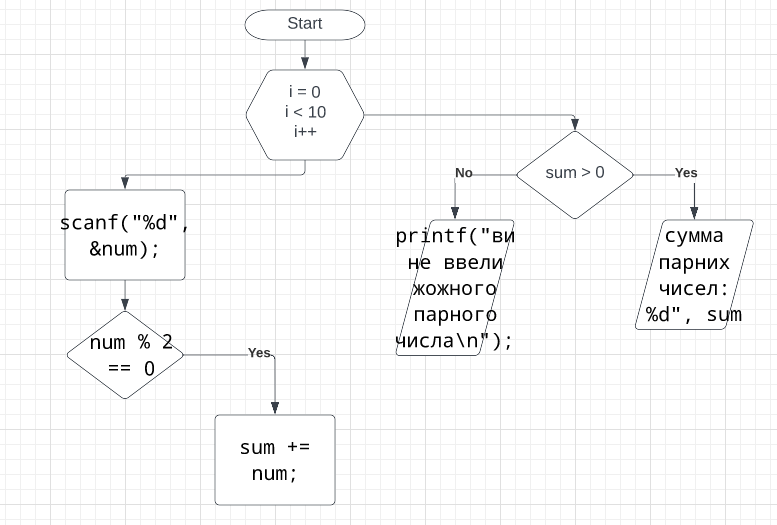 Start
i = 0
i < 10
i++
sum > 0
No
Yes
scanf("%d",
&num);
printf("ви
не ввели
жожного
парного
числа\n");
сумма
парних
чисел:
%d", sum
num % 2
== 0
Yes
sum +=
num;